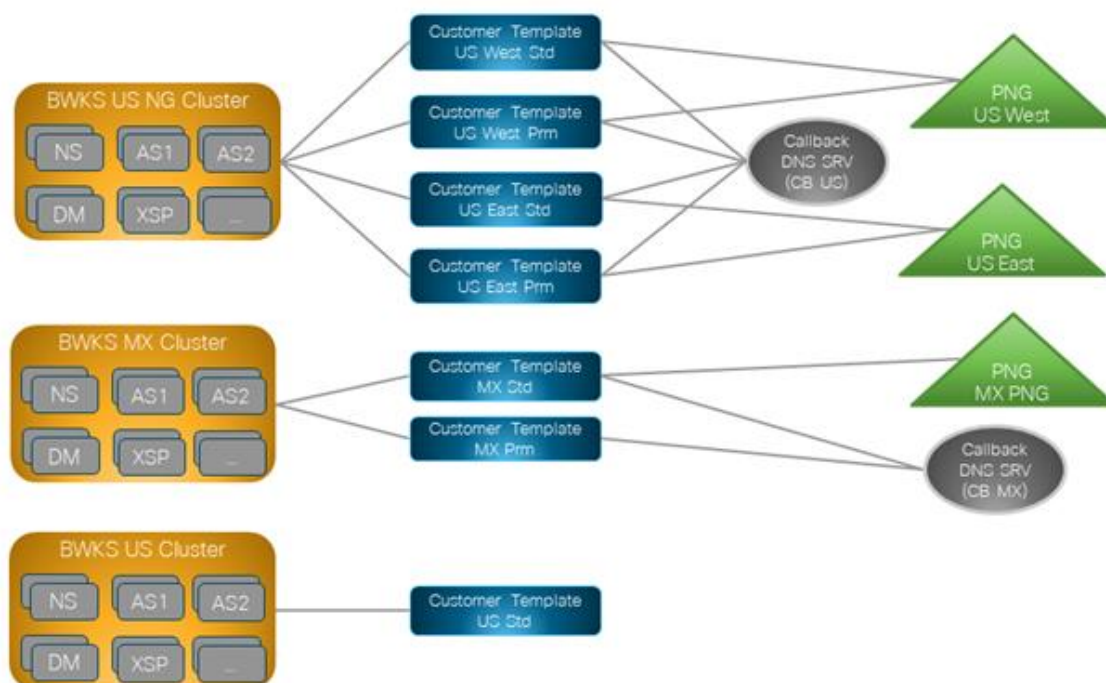 BWKS US NG Cluster
NS
AS1
AS2
DM
XSP
...
Customer Template
US West Std
Customer Template
US West Prm
Customer Template
US East Std
Customer Template
US East Prm
Callback
DNS SRV
(CB US)
PNG
US West
PNG
US East
BWKS MX Cluster
NS
AS1
AS2
DM
XSP
...
Customer Template
MX Std
Customer Template
MX Prm
PNG
MX PNG
Callback
DNS SRV
(CB MX)
BWKS US Cluster
NS
AS1
AS2
DM
XSP
...
Customer Template
US Std